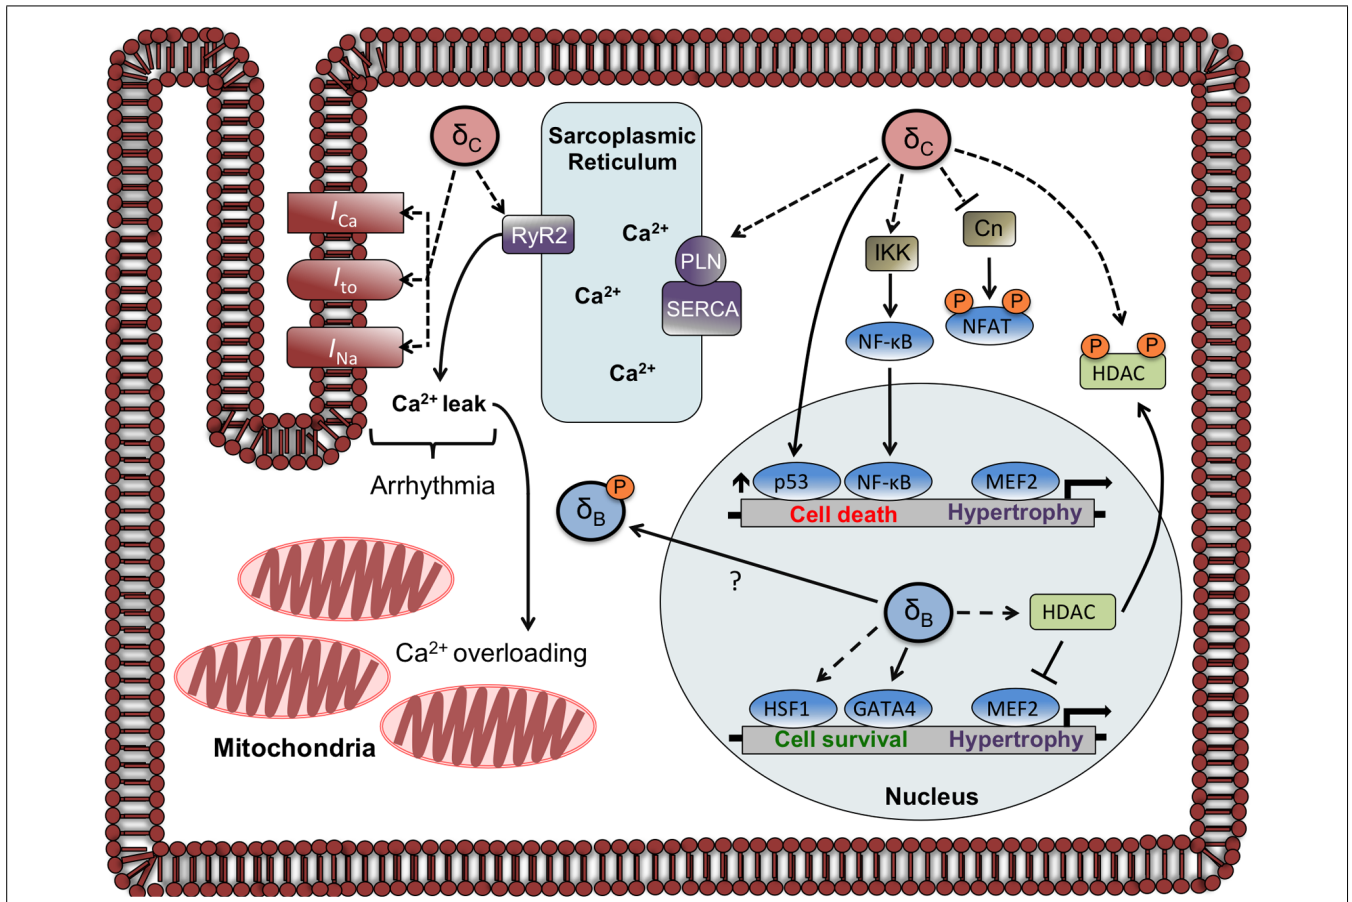 δC
δC
Sarcoplasmic
Reticulum
ICa
Ito
INa
RyR2
Ca2+
Ca2+
Ca2+
PLN
SERCA
IKK
Cn
NF-κB
P
P
NFAT
P
P
HDAC
Ca2+ leak
Arrhythmia
δB
P
p53
NF-κB
MEF2
Cell death
Hypertrophy
?
δB
HDAC
Ca2+ overloading
HSF1
GATA4
MEF2
Cell survival
Hypertrophy
Mitochondria
Nucleus